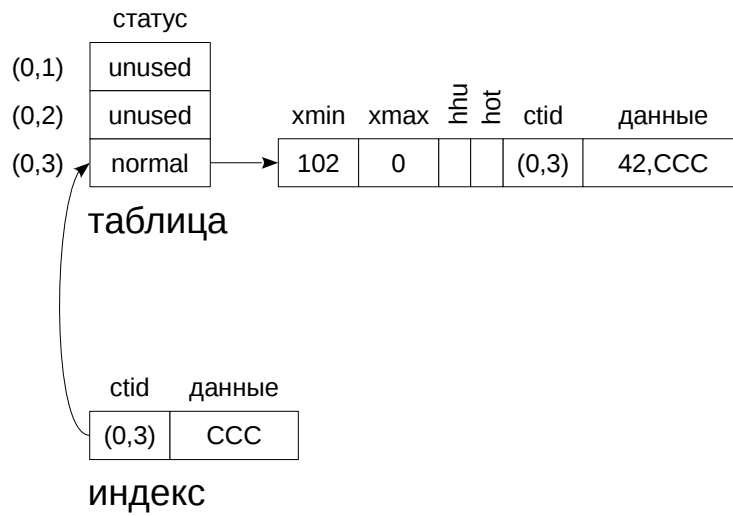 статус
(0,1) unused
(0,2) unused
xmin xmax hhu hot ctid данные
(0,3) normal 102 0 (0,3) 42,CCC
таблица
ctid данные
(0,3) CCC
индекс